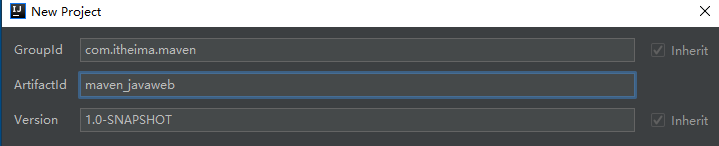 New Project
GroupId com.itheima.maven Inherit
ArtifactId maven_javaweb
Version 1.0-SNAPSHOT Inherit